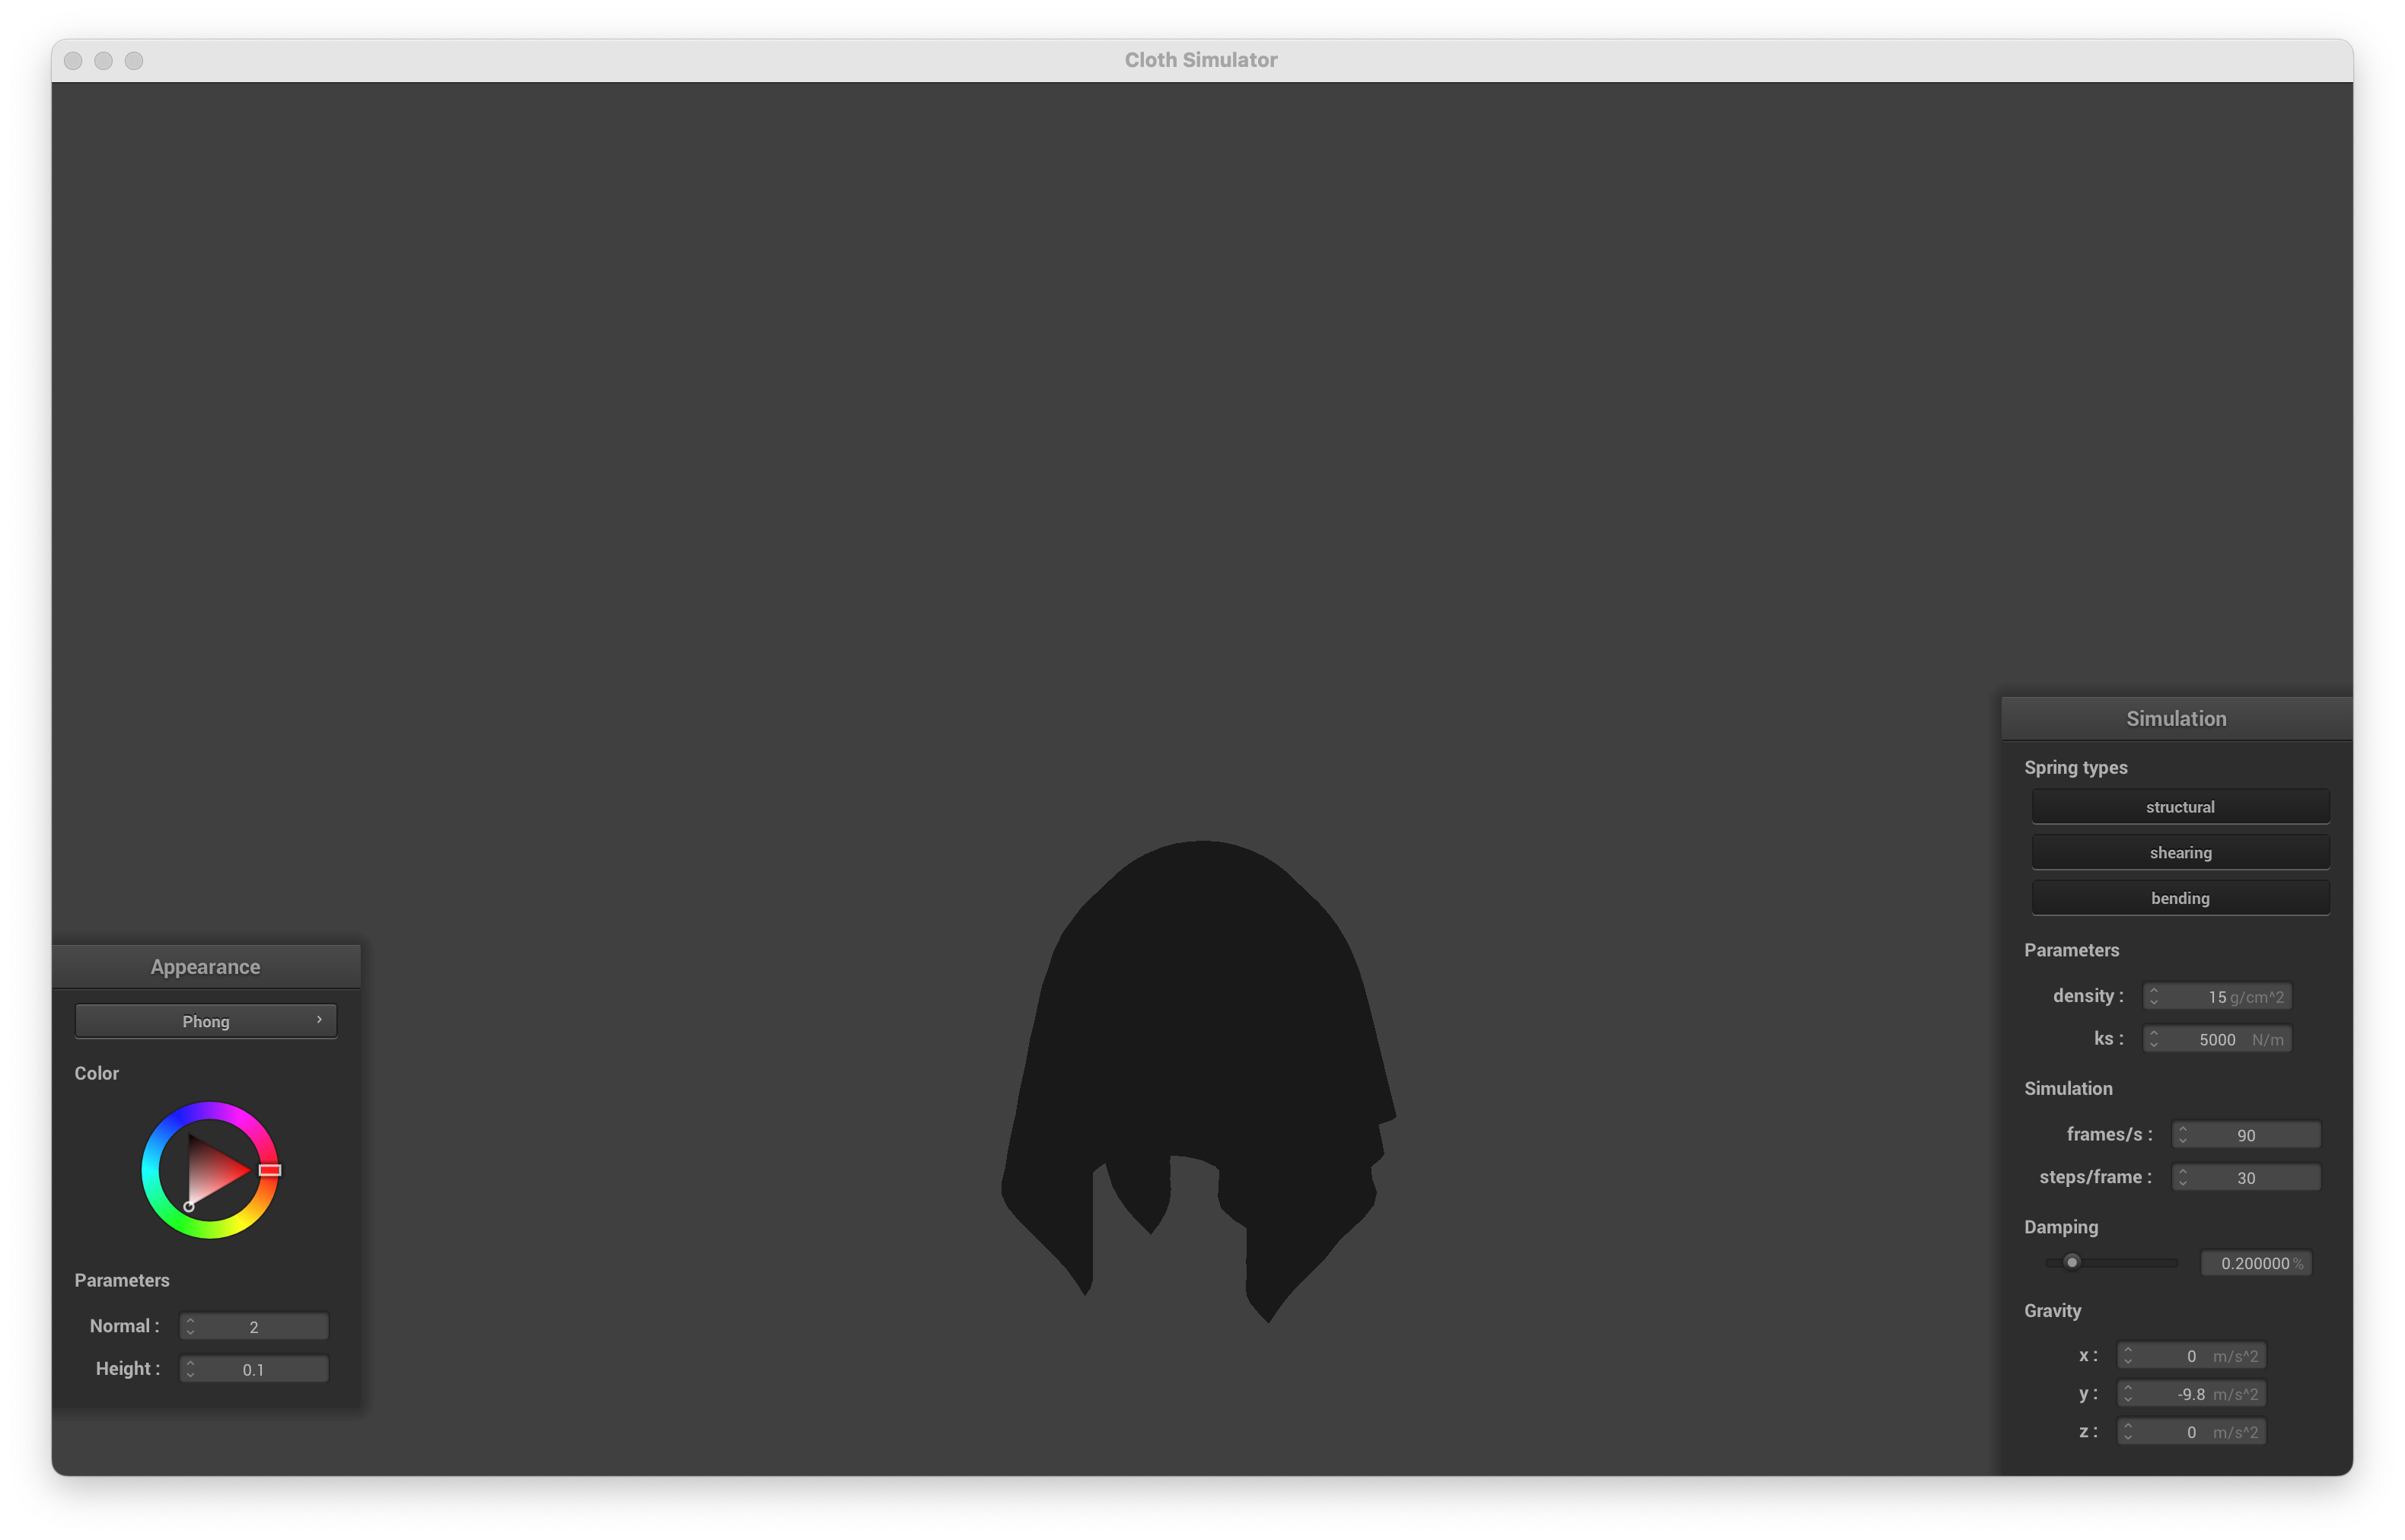 Cloth Simulator
Appearance
Phong
Color
Parameters
Normal : 2
Height : 0.1
Simulation
Spring types
structural
shearing
bending
Parameters
density : 15 g/cm^2
ks : 5000 N/m
Simulation
frames/s : 90
steps/frame : 30
Damping
0.200000 %
Gravity
x : 0 m/s^2
y : -9.8 m/s^2
z : 0 m/s^2